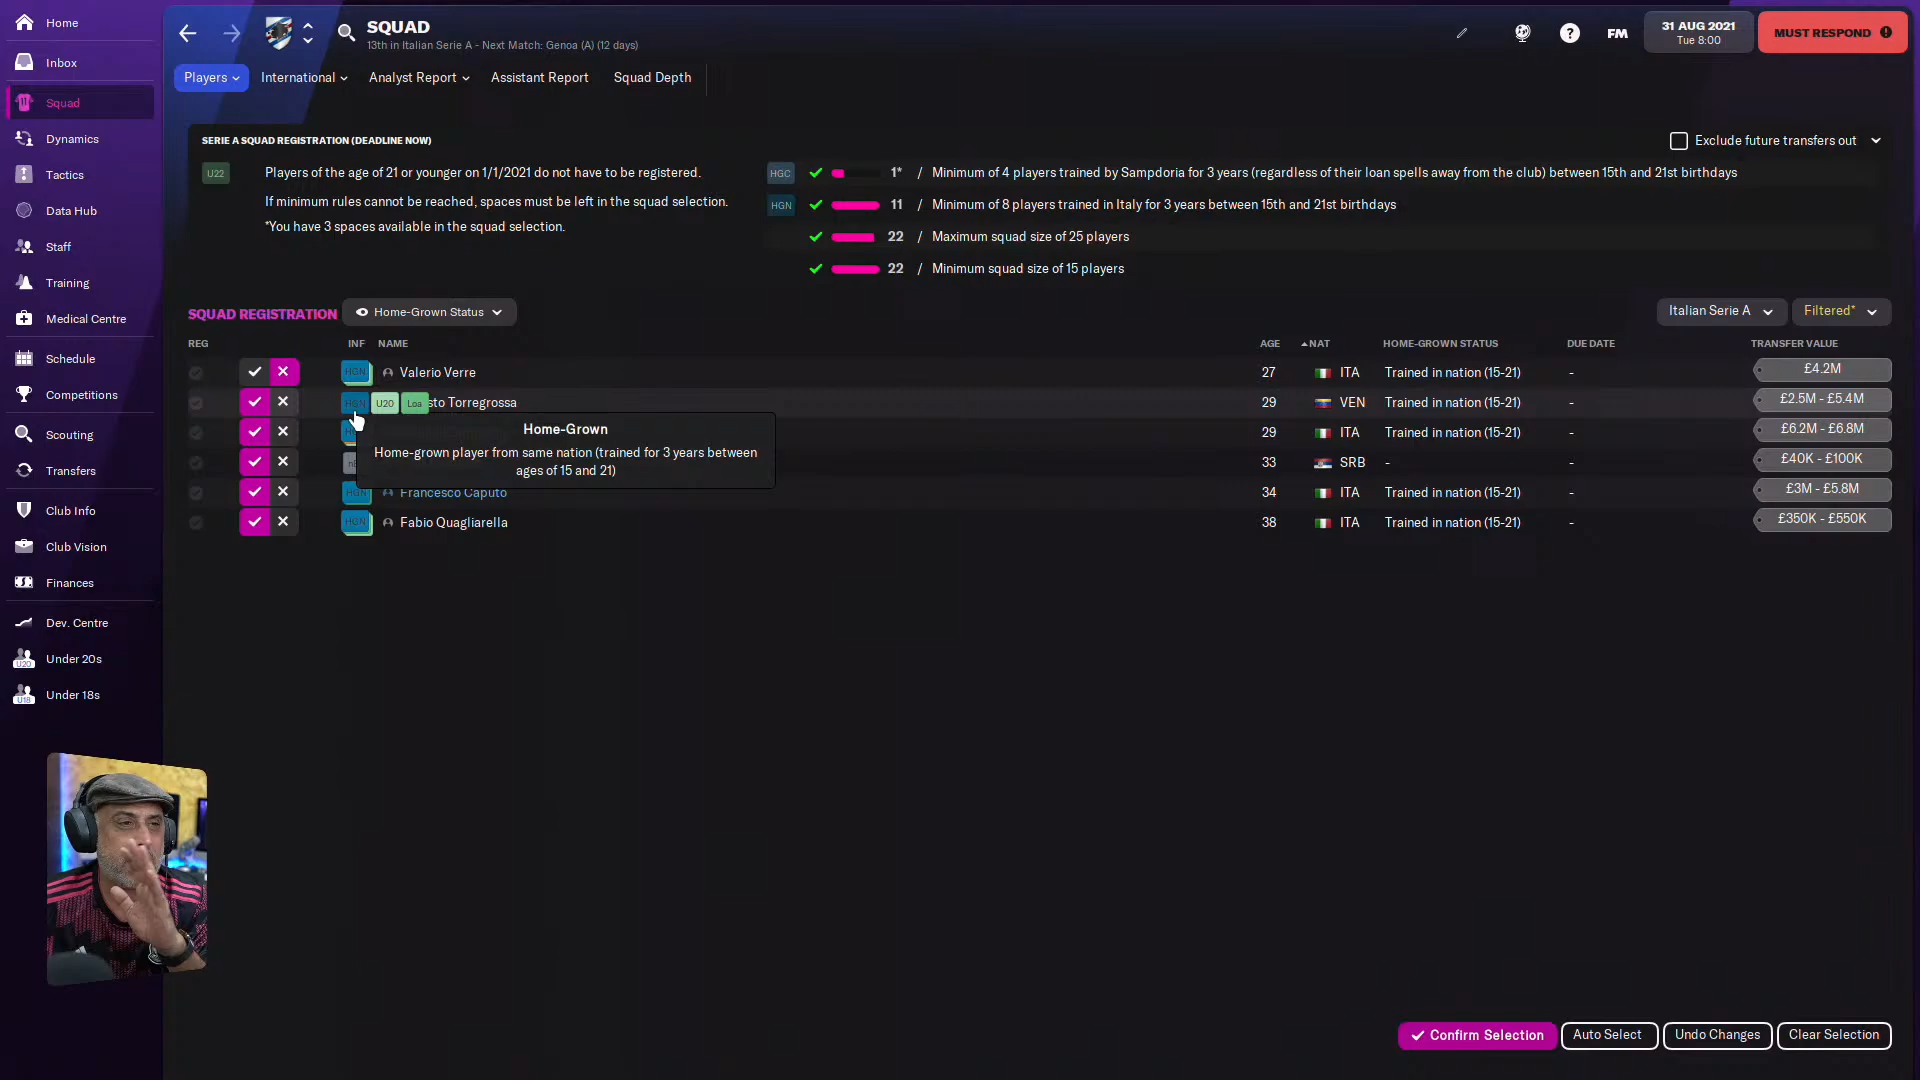 Home
Inbox
Squad
Dynamics
Tactics
Data Hub
Staff
Training
Medical Centre
Schedule
Competitions
Scouting
Transfers
Club Info
Club Vision
Finances
Dev. Centre
U20
Under 20s
U18
Under 18s
SQUAD
13th in Italian Serie A - Next Match: Genoa (A) (12 days)
?
FM
31 AUG 2021
Tue 8:00
MUST RESPOND
Players
International
Analyst Report
Assistant Report
Squad Depth
SERIE A SQUAD REGISTRATION (DEADLINE NOW)
Exclude future transfers out
U22
Players of the age of 21 or younger on 1/1/2021 do not have to be registered.
If minimum rules cannot be reached, spaces must be left in the squad selection.
*You have 3 spaces available in the squad selection.
HGC 1* / Minimum of 4 players trained by Sampdoria for 3 years (regardless of their loan spells away from the club) between 15th and 21st birthdays
HGN 11 / Minimum of 8 players trained in Italy for 3 years between 15th and 21st birthdays
22 / Maximum squad size of 25 players
22 / Minimum squad size of 15 players
SQUAD REGISTRATION
Home-Grown Status
Italian Serie A
Filtered*
REG INF NAME AGE NAT HOME-GROWN STATUS DUE DATE TRANSFER VALUE
HGN Valerio Verre 27 ITA Trained in nation (15-21) - £4.2M
HGN U20 Loa sto Torregrossa 29 VEN Trained in nation (15-21) - £2.5M - £5.4M
29 ITA Trained in nation (15-21) - £6.2M - £6.8M
33 SRB - - £40K - £100K
HGN Francesco Caputo 34 ITA Trained in nation (15-21) - £3M - £5.8M
HGN Fabio Quagliarella 38 ITA Trained in nation (15-21) - £350K - £550K
Home-Grown
Home-grown player from same nation (trained for 3 years between
ages of 15 and 21)
Confirm Selection
Auto Select
Undo Changes
Clear Selection